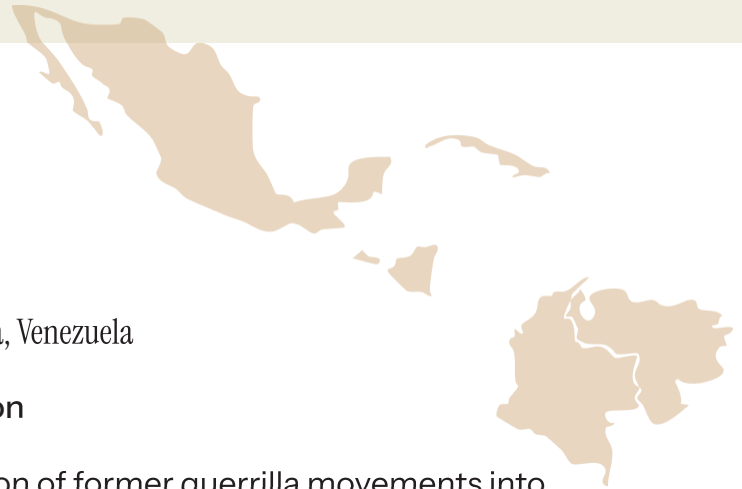 , Venezuela
on
on of former guerrilla movements into